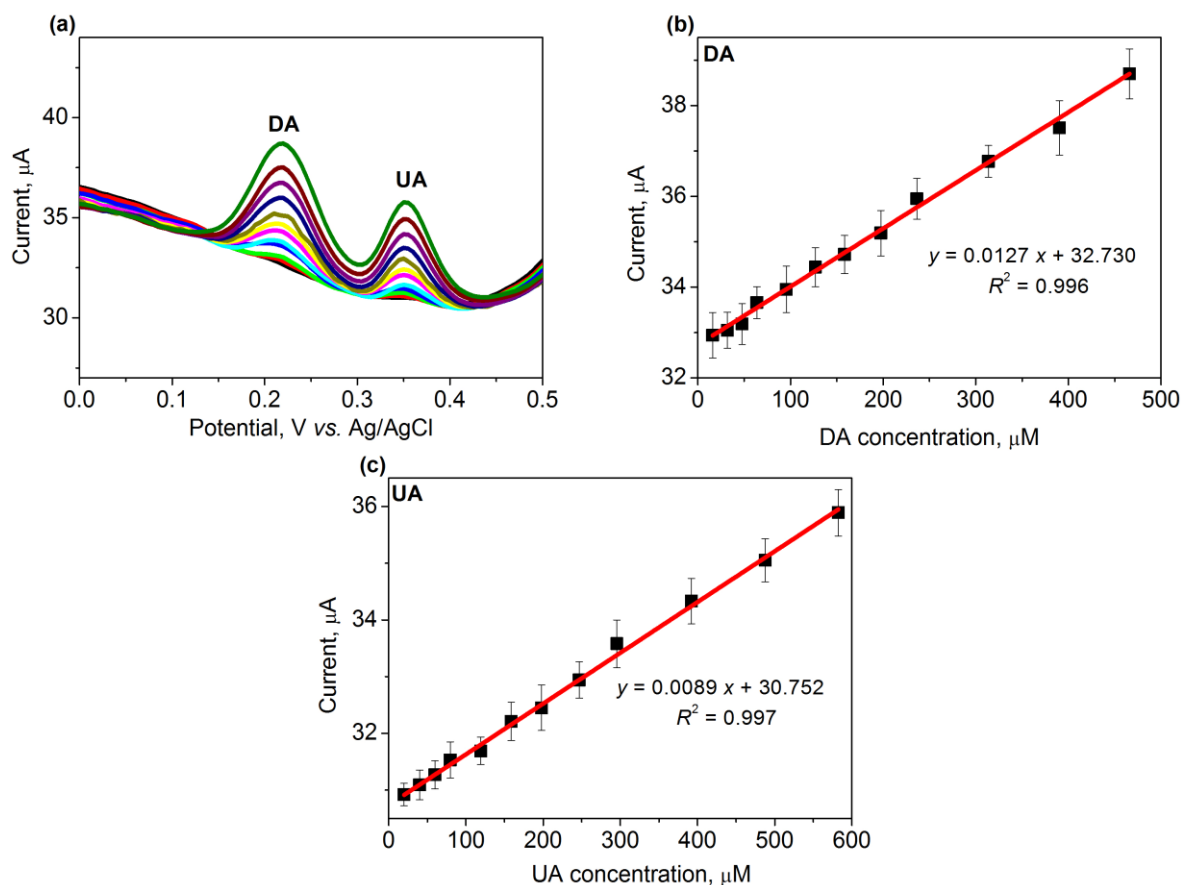 (a)
DA
UA
40
35
30
Current, μA
0.0 0.1 0.2 0.3 0.4 0.5
Potential, V vs. Ag/AgCl
(b)
DA
38
36
34
32
Current, μA
y = 0.0127 x + 32.730
R² = 0.996
0 100 200 300 400 500
DA concentration, μM
(c)
UA
36
34
32
Current, μA
y = 0.0089 x + 30.752
R² = 0.997
0 100 200 300 400 500 600
UA concentration, μM